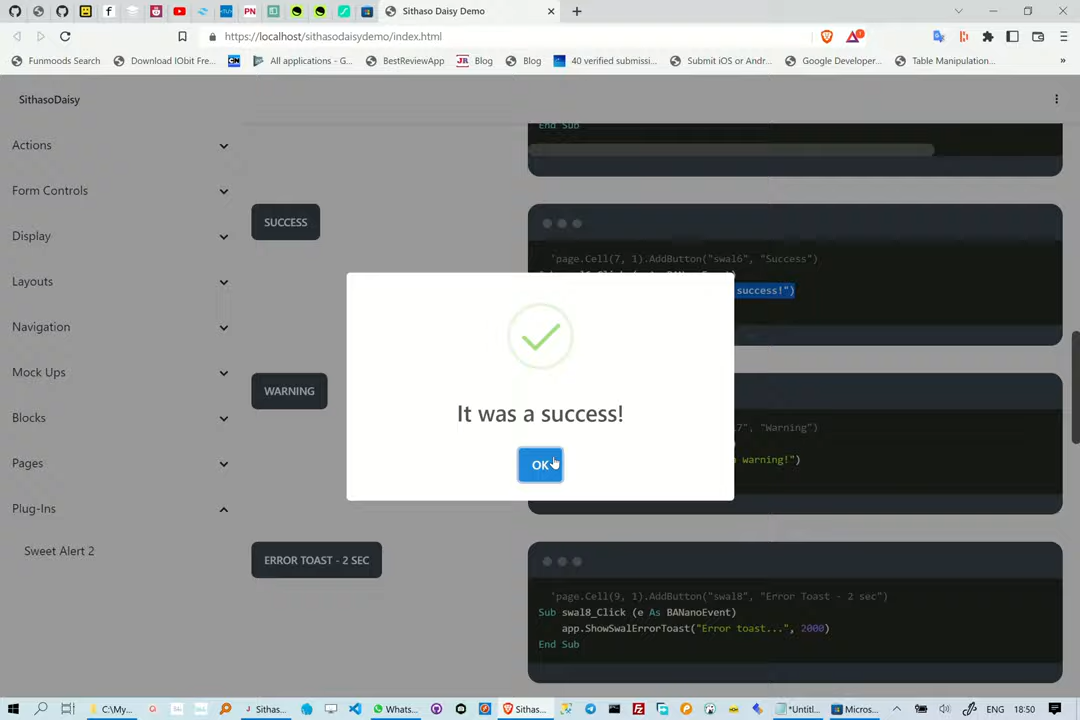 Sithaso Daisy Demo
https://localhost/sithasodaisydemo/index.html
Funmoods Search
Download IObit Fre...
All applications - G...
BestReviewApp
JR Blog
Blog
40 verified submissi...
Submit iOS or Andr...
Google Developer...
Table Manipulation...
»
SithasoDaisy
Actions
Form Controls
Display
Layouts
Navigation
Mock Ups
Blocks
Pages
Plug-Ins
Sweet Alert 2
End Sub
SUCCESS
'page.Cell(7, 1).AddButton("swal6", "Success")
success!")
WARNING
7", "Warning")
warning!")
It was a success!
OK
ERROR TOAST - 2 SEC
'page.Cell(9, 1).AddButton("swal8", "Error Toast - 2 sec")
Sub swal8_Click (e As BANanoEvent)
app.ShowSwalErrorToast("Error toast...", 2000)
End Sub
C:\My...
Sithas...
Whats...
Sithas...
*Untitl...
Micros...
ENG
18:50